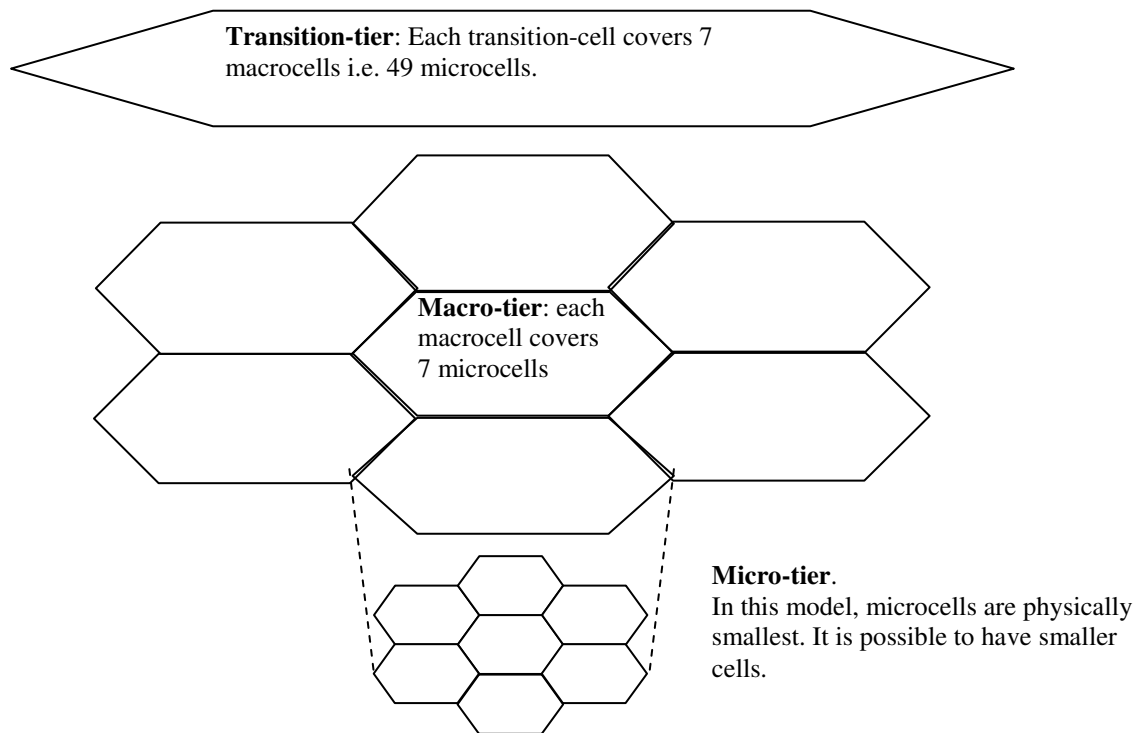 Transition-tier: Each transition-cell covers 7
macrocells i.e. 49 microcells.
Macro-tier: each
macrocell covers
7 microcells
Micro-tier.
In this model, microcells are physically
smallest. It is possible to have smaller
cells.